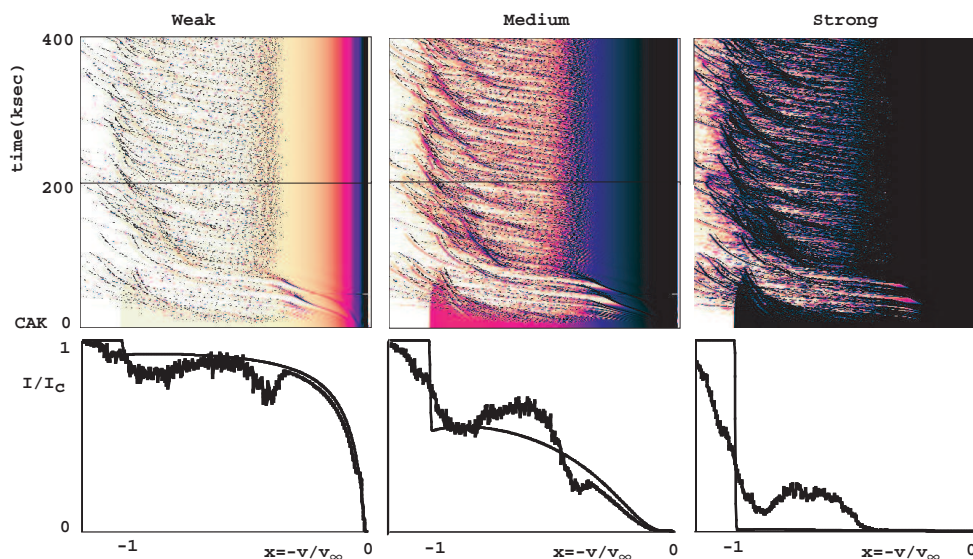 Weak Medium Strong
400
time(ksec)
200
CAK 0
1
I/I_C
0
-1 x=-v/v_∞ 0
-1 x=-v/v_∞ 0
-1 x=-v/v_∞ 0